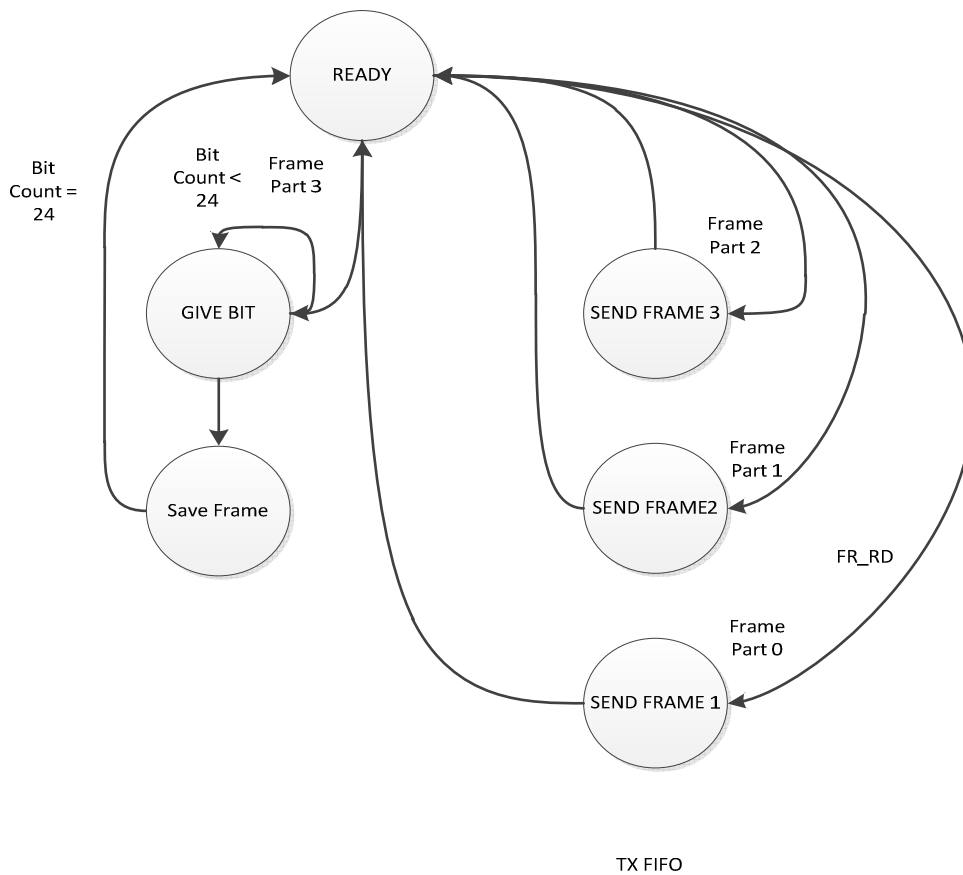 READY
Bit
Count <
24
Frame
Part 3
Bit
Count =
24
Frame
Part 2
GIVE BIT
SEND FRAME 3
Frame
Part 1
Save Frame
SEND FRAME2
FR_RD
Frame
Part 0
SEND FRAME 1
TX FIFO